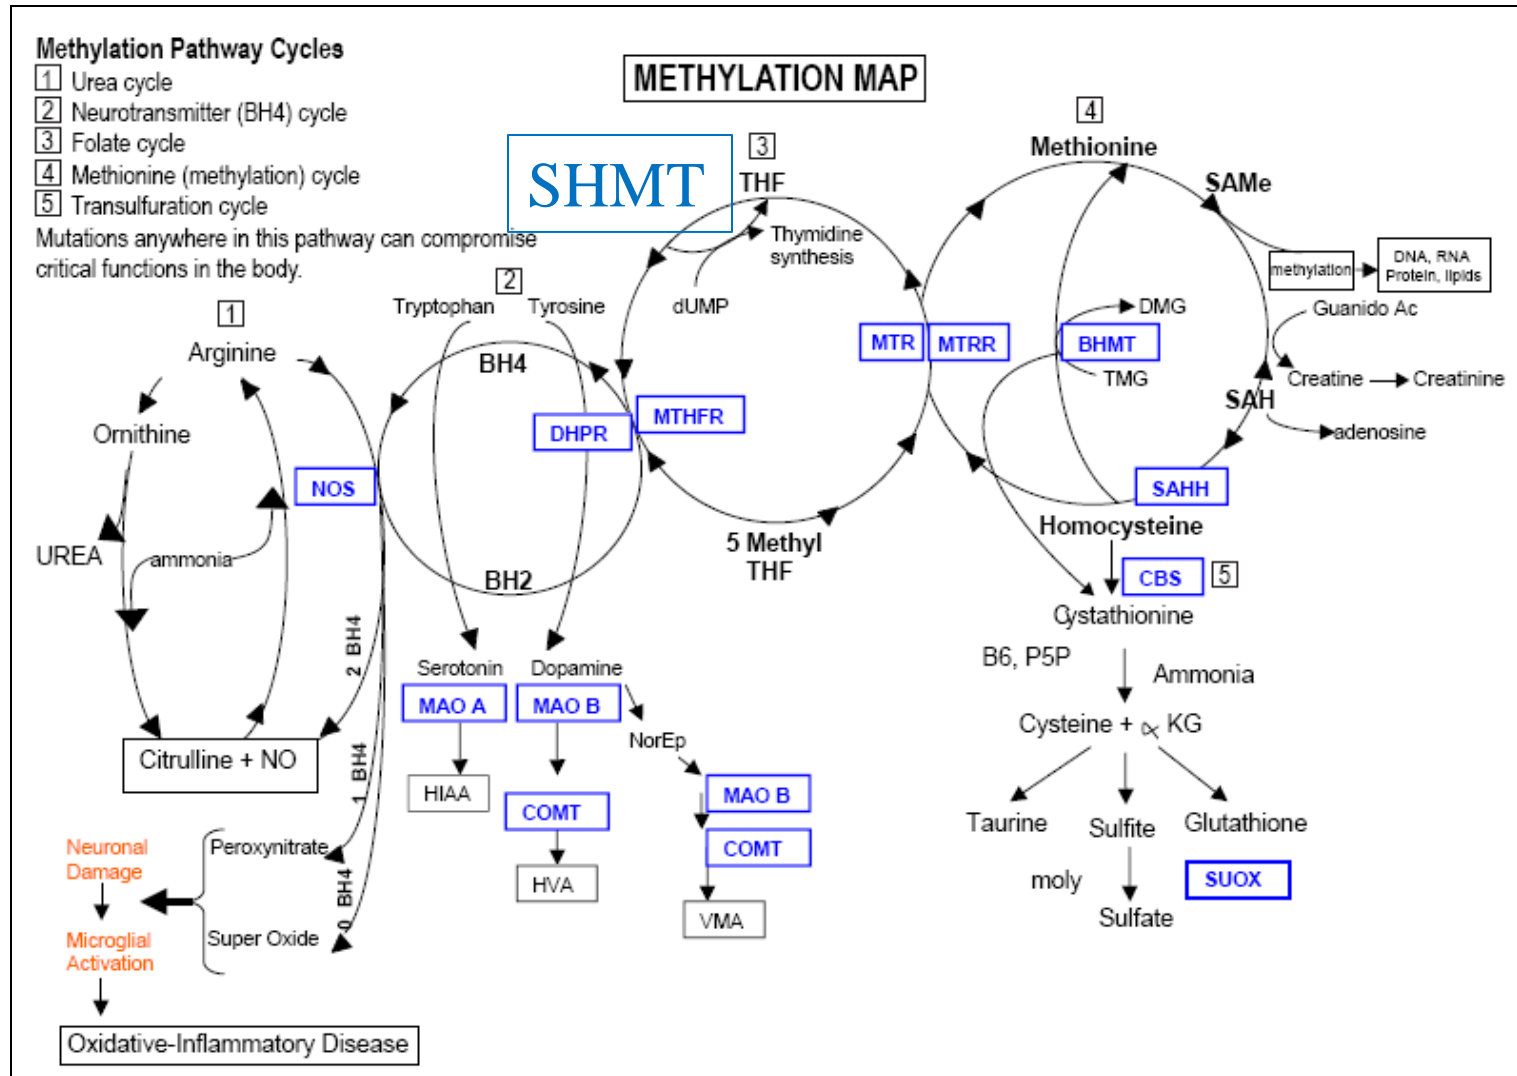 Methylation Pathway Cycles
1 Urea cycle
2 Neurotransmitter (BH4) cycle
3 Folate cycle
4 Methionine (methylation) cycle
5 Transulfuration cycle
Mutations anywhere in this pathway can compromise
critical functions in the body.
METHYLATION MAP
SHMT
1
Arginine
Ornithine
UREA
ammonia
NOS
Citrulline + NO
2 BH4
1 BH4
0 BH4
Peroxynitrate
Super Oxide
Neuronal
Damage
Microglial
Activation
Oxidative-Inflammatory Disease
2
Tryptophan
Tyrosine
BH4
DHPR
BH2
Serotonin
MAO A
HIAA
Dopamine
MAO B
COMT
HVA
NorEp
MAO B
COMT
VMA
3
THF
Thymidine
synthesis
dUMP
MTHFR
5 Methyl
THF
MTR
MTRR
4
Methionine
SAMe
methylation
DNA, RNA
Protein, lipids
Guanido Ac
Creatine
Creatinine
SAH
adenosine
DMG
BHMT
TMG
SAHH
Homocysteine
CBS
5
Cystathionine
B6, P5P
Ammonia
Cysteine + α KG
Taurine
Sulfite
Glutathione
moly
SUOX
Sulfate